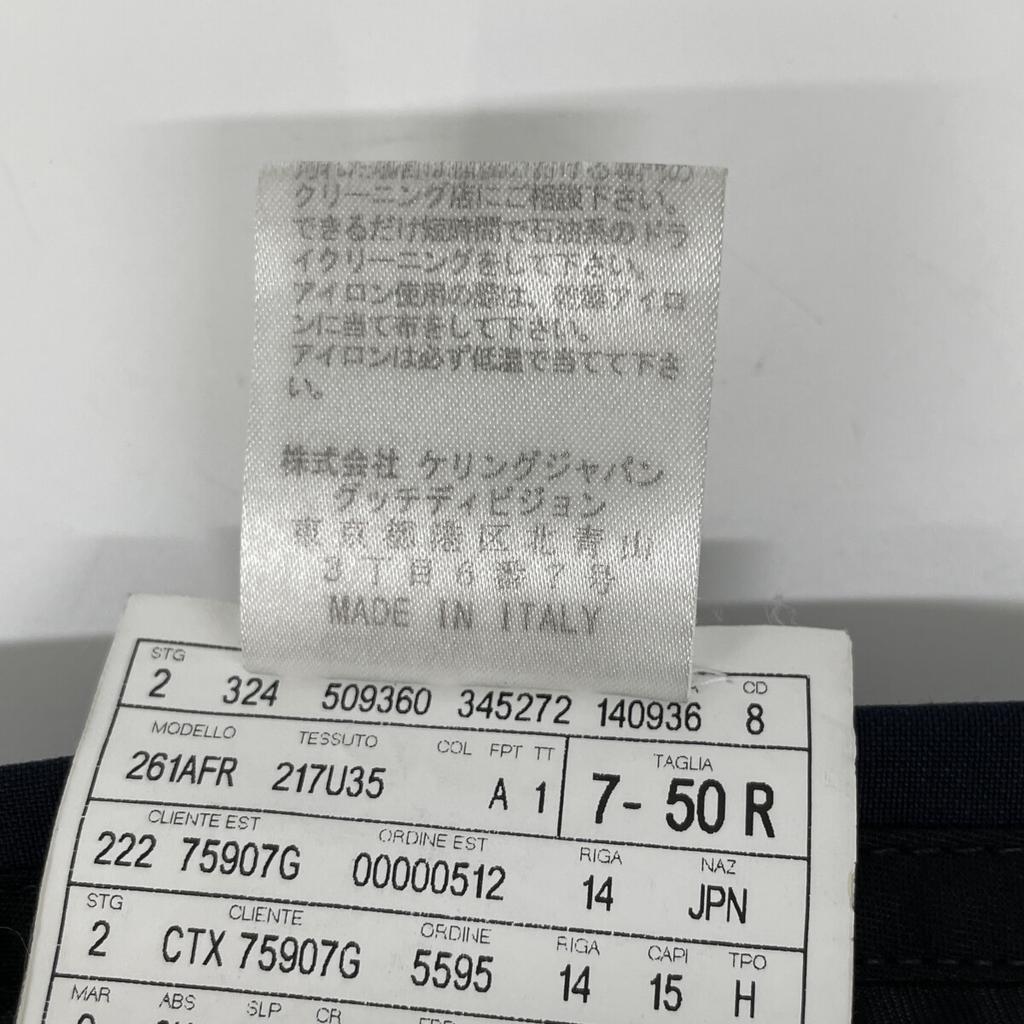 クリーニング店にご相談下さい。
できるだけ短時間で石油系のドラ
イクリーニングをして下さい。
アイロン使用の際は、乾燥アイロ
ンに当て布をして下さい。
アイロンは必ず低温で当てて下さ
い。
株式会社 ケリングジャパン
グッチディビジョン
東京都港区北青山
3丁目6番7号
MADE IN ITALY
STG CD
2 324 509360 345272 140936 8
MODELLO TESSUTO COL FPT TT TAGLIA
261AFR 217U35 A 1 7- 50 R
CLIENTE EST ORDINE EST RIGA NAZ
222 75907G 00000512 14 JPN
STG CLIENTE ORDINE RIGA CAPI TPO
2 CTX 75907G 5595 14 15 H
MAR ABS SLP CR